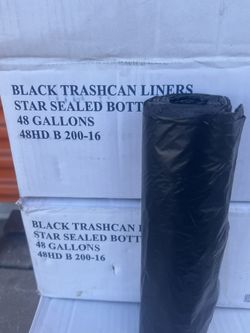 BLACK TRASHCAN LINERS
STAR SEALED BOTT
48 GALLONS
48HD B 200-16
BLACK TRASHCAN L
STAR SEALED BOTT
48 GALLONS
48HD B 200-16